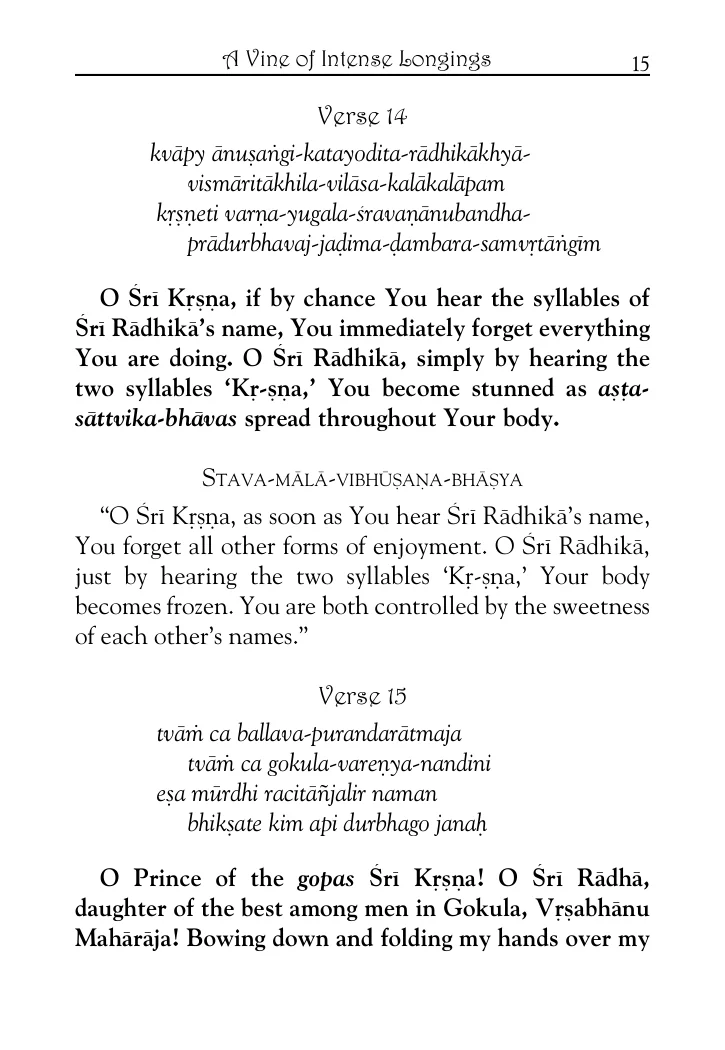 A Vine of Intense Longings 15
Verse 14
kvāpy ānuṣaṅgi-katayodita-rādhikākhyā-
vismāritākhila-vilāsa-kalākalāpam
kṛṣṇeti varṇa-yugala-śravaṇānubandha-
prādurbhavaj-jaḍima-ḍambara-samvṛtāṅgīm
O Śrī Kṛṣṇa, if by chance You hear the syllables of
Śrī Rādhikā’s name, You immediately forget everything
You are doing. O Śrī Rādhikā, simply by hearing the
two syllables ‘Kṛ-ṣṇa,’ You become stunned as aṣṭa-
sāttvika-bhāvas spread throughout Your body.
Stava-mālā-vibhūṣaṇa-bhāṣya
“O Śrī Kṛṣṇa, as soon as You hear Śrī Rādhikā’s name,
You forget all other forms of enjoyment. O Śrī Rādhikā,
just by hearing the two syllables ‘Kṛ-ṣṇa,’ Your body
becomes frozen. You are both controlled by the sweetness
of each other’s names.”
Verse 15
tvāṁ ca ballava-purandarātmaja
tvāṁ ca gokula-vareṇya-nandini
eṣa mūrdhi racitāñjalir naman
bhikṣate kim api durbhago janaḥ
O Prince of the gopas Śrī Kṛṣṇa! O Śrī Rādhā,
daughter of the best among men in Gokula, Vṛṣabhānu
Mahārāja! Bowing down and folding my hands over my